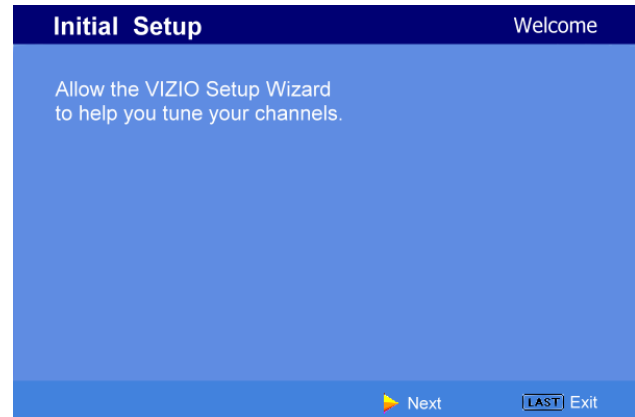 Initial Setup Welcome
Allow the VIZIO Setup Wizard
to help you tune your channels.
Next LAST Exit